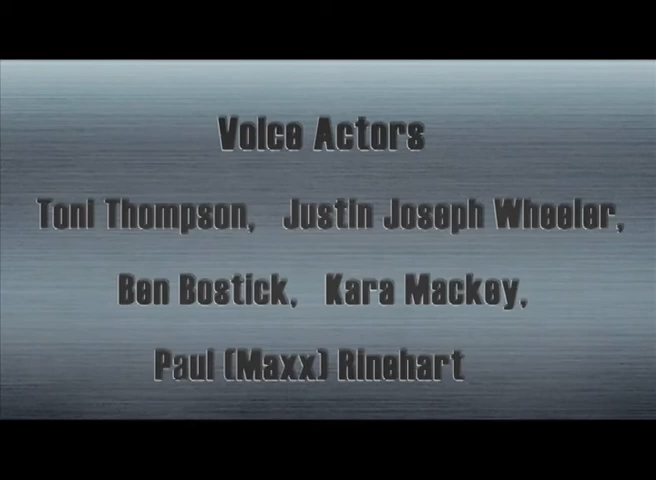 Voice Actors
Toni Thompson, Justin Joseph Wheeler,
Ben Bostick, Kara Mackey,
Paul (Maxx) Rinehart